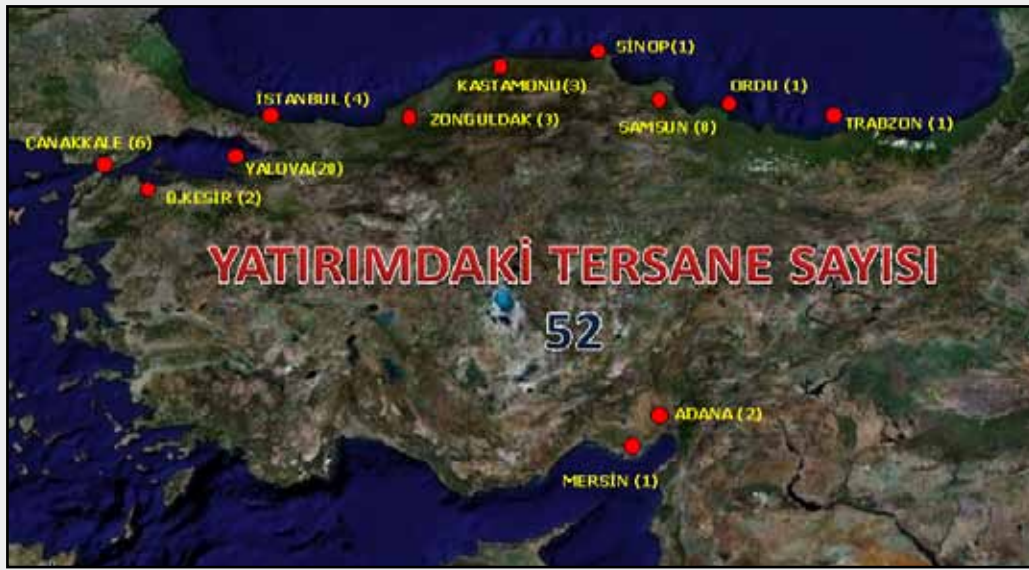 SİNOP(1)
KASTAMONU(3)
ORDU (1)
İSTANBUL (4)
ZONGULDAK (3)
SAMSUN (8)
TRABZON (1)
ÇANAKKALE (6)
YALOVA(20)
B.KESİR (2)
YATIRIMDAKİ TERSANE SAYISI
52
ADANA (2)
MERSİN (1)